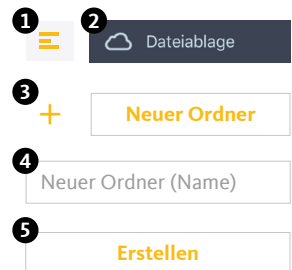 1 2 Dateiablage
3 + Neuer Ordner
4 Neuer Ordner (Name)
5 Erstellen